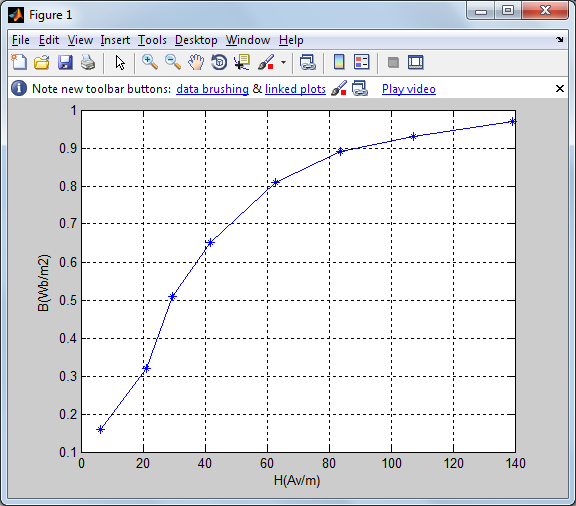 Figure 1
File Edit View Insert Tools Desktop Window Help
Note new toolbar buttons: data brushing & linked plots Play video
1
0.9
0.8
0.7
0.6
0.5
0.4
0.3
0.2
0.1
B(Wb/m2)
0 20 40 60 80 100 120 140
H(Av/m)